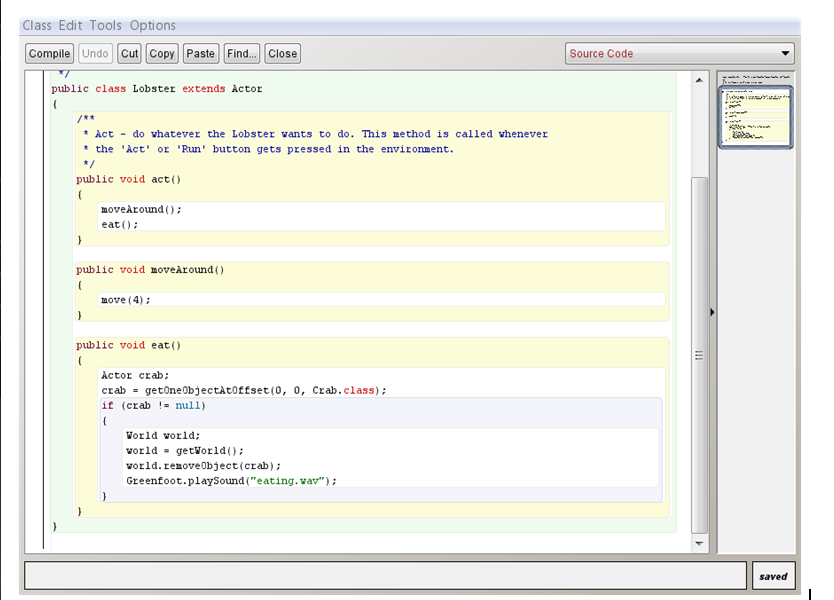 Class Edit Tools Options
Compile Undo Cut Copy Paste Find... Close Source Code
*/
public class Lobster extends Actor
{
/**
* Act - do whatever the Lobster wants to do. This method is called whenever
* the 'Act' or 'Run' button gets pressed in the environment.
*/
public void act()
{
moveAround();
eat();
}
public void moveAround()
{
move(4);
}
public void eat()
{
Actor crab;
crab = getOneObjectAtOffset(0, 0, Crab.class);
if (crab != null)
{
World world;
world = getWorld();
world.removeObject(crab);
Greenfoot.playSound("eating.wav");
}
}
}
saved